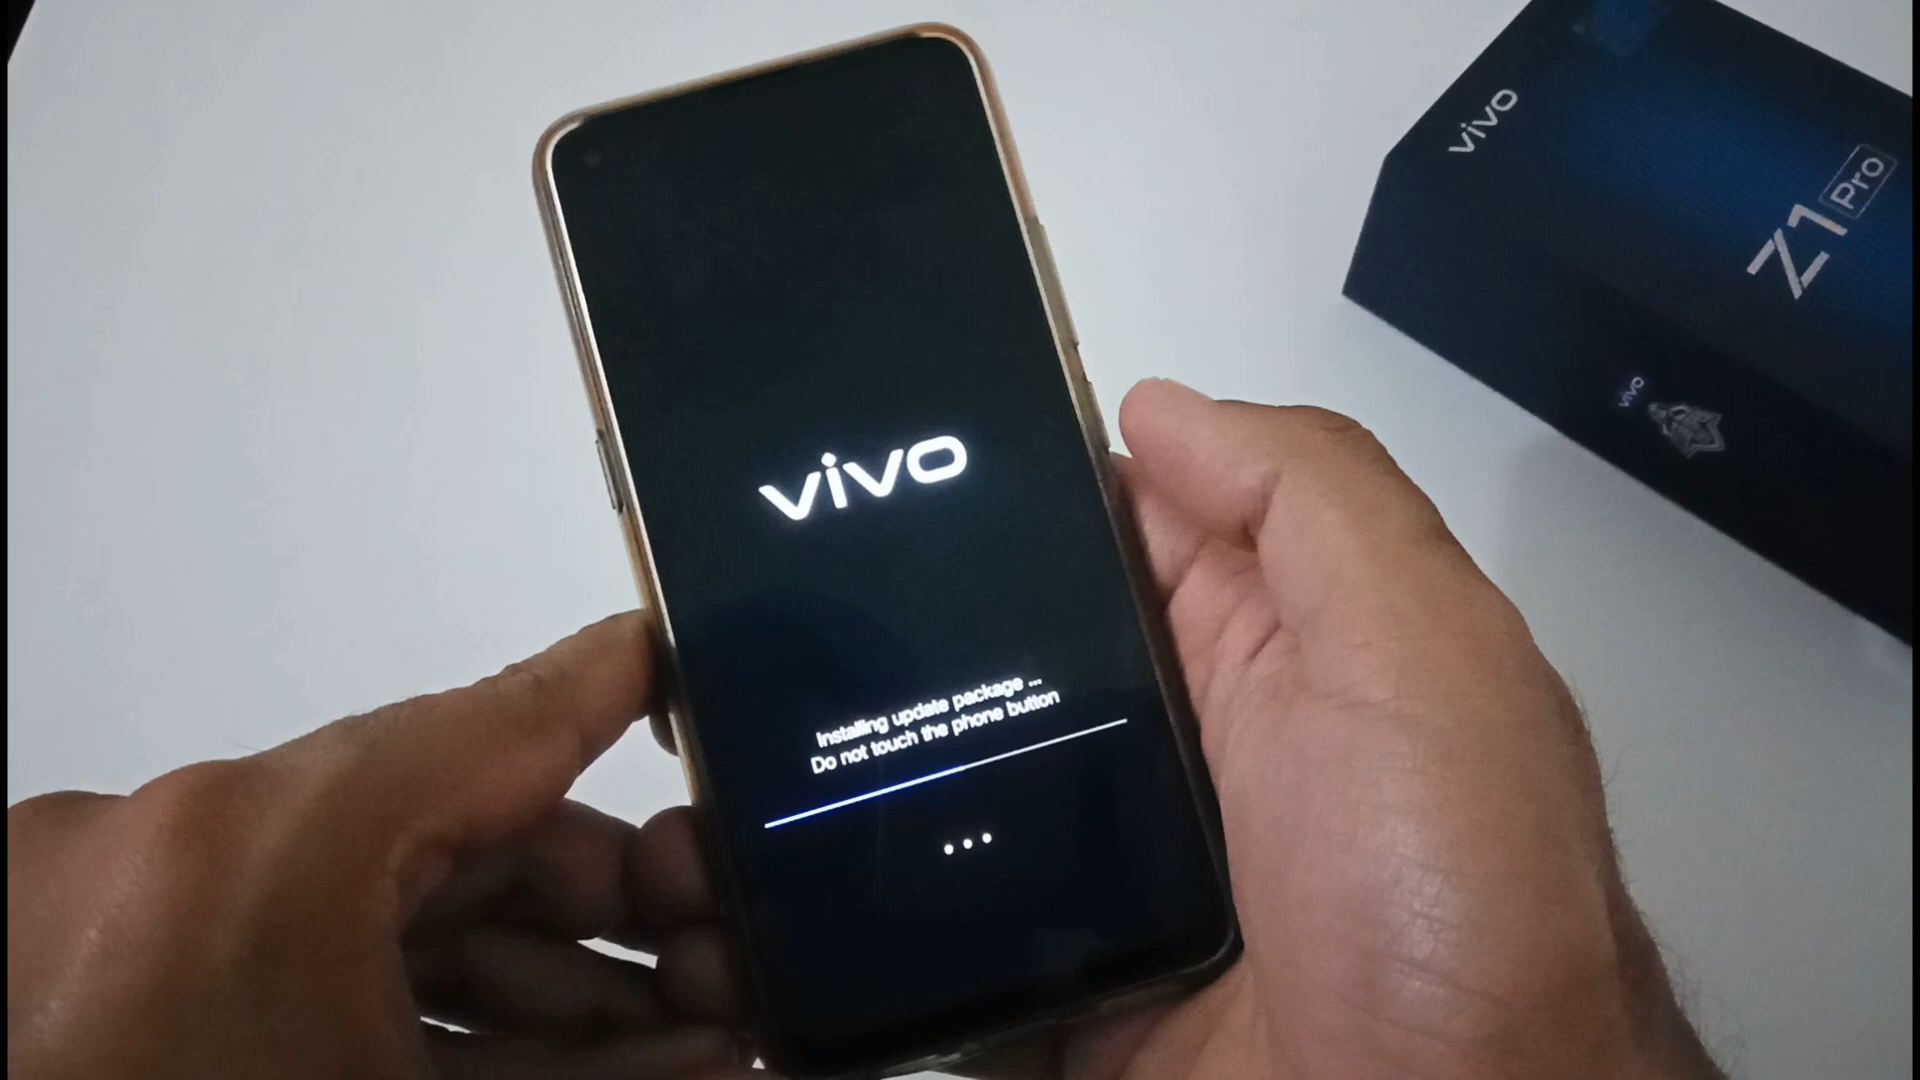 vivo
Installing update package ...
Do not touch the phone button
vivo
Z1 Pro
vivo